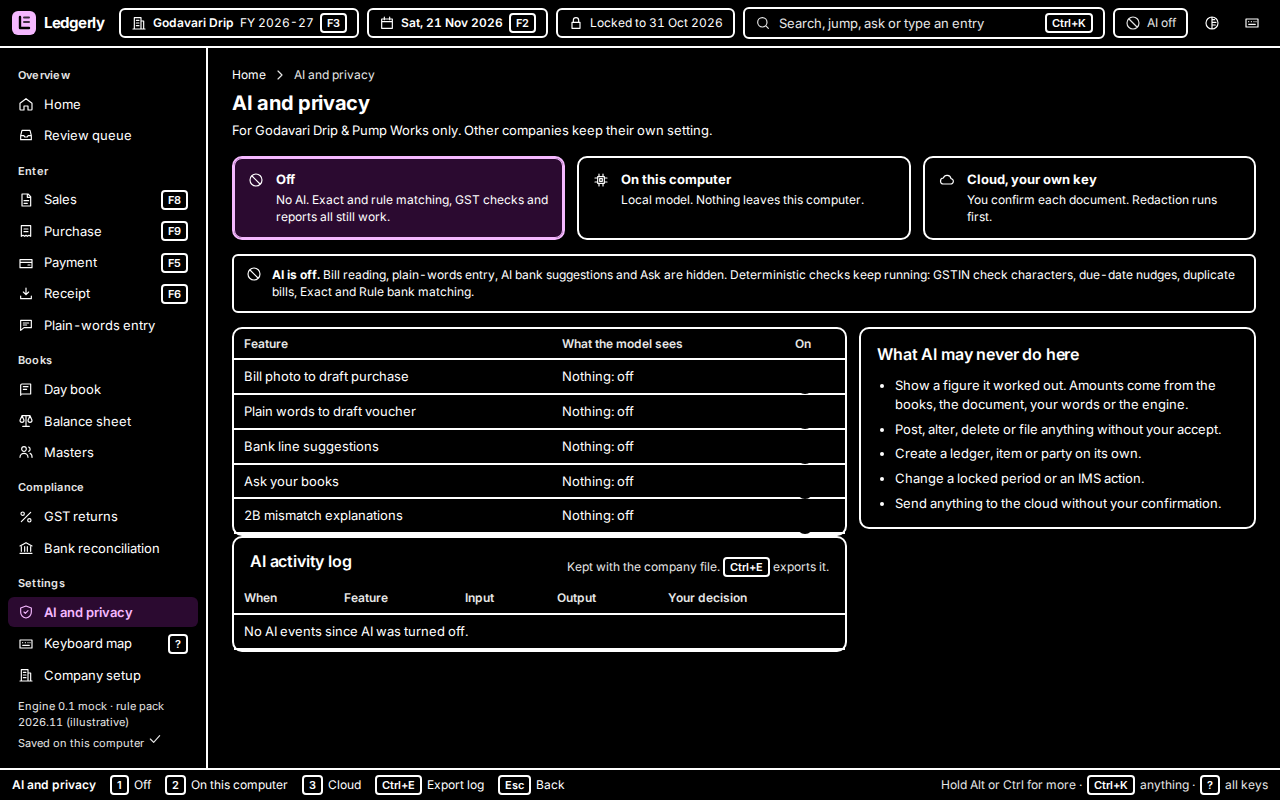 Ledgerly
Godavari Drip FY 2026-27 F3
Sat, 21 Nov 2026 F2
Locked to 31 Oct 2026
Search, jump, ask or type an entry Ctrl+K
AI off
Overview
Home
Review queue
Enter
Sales F8
Purchase F9
Payment F5
Receipt F6
Plain-words entry
Books
Day book
Balance sheet
Masters
Compliance
GST returns
Bank reconciliation
Settings
AI and privacy
Keyboard map ?
Company setup
Engine 0.1 mock · rule pack
2026.11 (illustrative)
Saved on this computer
Home > AI and privacy
AI and privacy
For Godavari Drip & Pump Works only. Other companies keep their own setting.
Off
No AI. Exact and rule matching, GST checks and
reports all still work.
On this computer
Local model. Nothing leaves this computer.
Cloud, your own key
You confirm each document. Redaction runs
first.
AI is off. Bill reading, plain-words entry, AI bank suggestions and Ask are hidden. Deterministic checks keep running: GSTIN check characters, due-date nudges, duplicate
bills, Exact and Rule bank matching.
Feature What the model sees On
Bill photo to draft purchase Nothing: off
Plain words to draft voucher Nothing: off
Bank line suggestions Nothing: off
Ask your books Nothing: off
2B mismatch explanations Nothing: off
AI activity log Kept with the company file. Ctrl+E exports it.
When Feature Input Output Your decision
No AI events since AI was turned off.
What AI may never do here
• Show a figure it worked out. Amounts come from the
books, the document, your words or the engine.
• Post, alter, delete or file anything without your accept.
• Create a ledger, item or party on its own.
• Change a locked period or an IMS action.
• Send anything to the cloud without your confirmation.
AI and privacy 1 Off 2 On this computer 3 Cloud Ctrl+E Export log Esc Back
Hold Alt or Ctrl for more · Ctrl+K anything · ? all keys